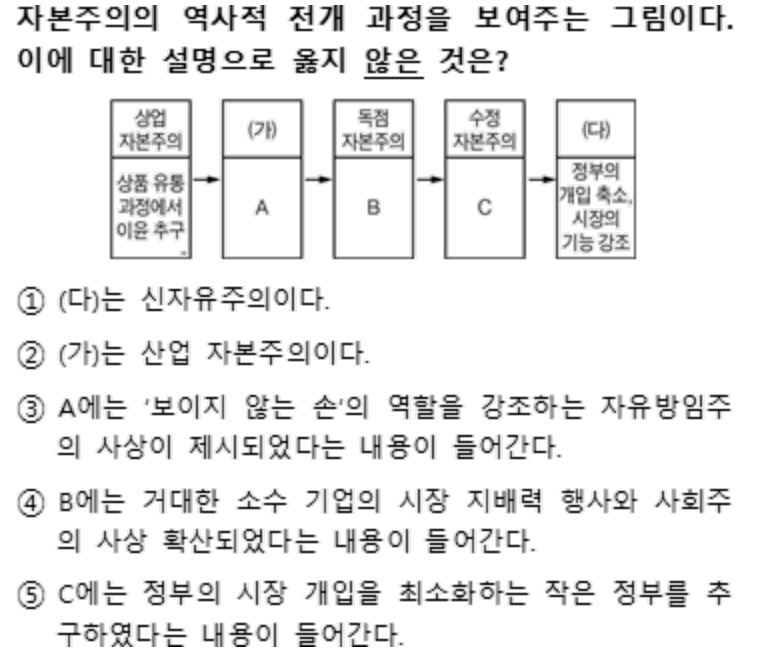 자본주의의 역사적 전개 과정을 보여주는 그림이다.
이에 대한 설명으로 옳지 않은 것은?
상업
자본주의
상품 유통
과정에서
이윤 추구
(가)
A
독점
자본주의
B
수정
자본주의
C
(다)
정부의
개입 축소,
시장의
기능 강조
① (다)는 신자유주의이다.
② (가)는 산업 자본주의이다.
③ A에는 ‘보이지 않는 손’의 역할을 강조하는 자유방임주
의 사상이 제시되었다는 내용이 들어간다.
④ B에는 거대한 소수 기업의 시장 지배력 행사와 사회주
의 사상 확산되었다는 내용이 들어간다.
⑤ C에는 정부의 시장 개입을 최소화하는 작은 정부를 추
구하였다는 내용이 들어간다.